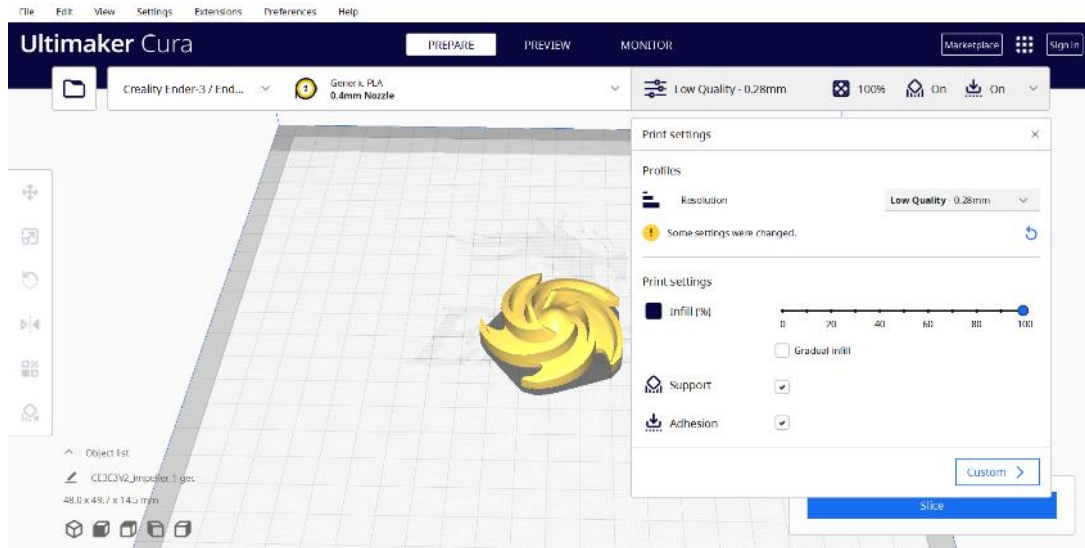 File Edit View Settings Extensions Preferences Help
Ultimaker Cura
PREPARE PREVIEW MONITOR
Marketplace
Sign in
Creality Ender-3 / End...
1
Generic PLA
0.4mm Nozzle
Low Quality - 0.28mm
100%
On
On
Print settings
Profiles
Resolution
Low Quality - 0.28mm
Some settings were changed.
Print settings
Infill (%)
0 20 40 60 80 100
Gradual infill
Support
Adhesion
Object list
CE3E3V2_impeller_1.gec
48.0 x 49.7 x 14.5 mm
Custom
Slice